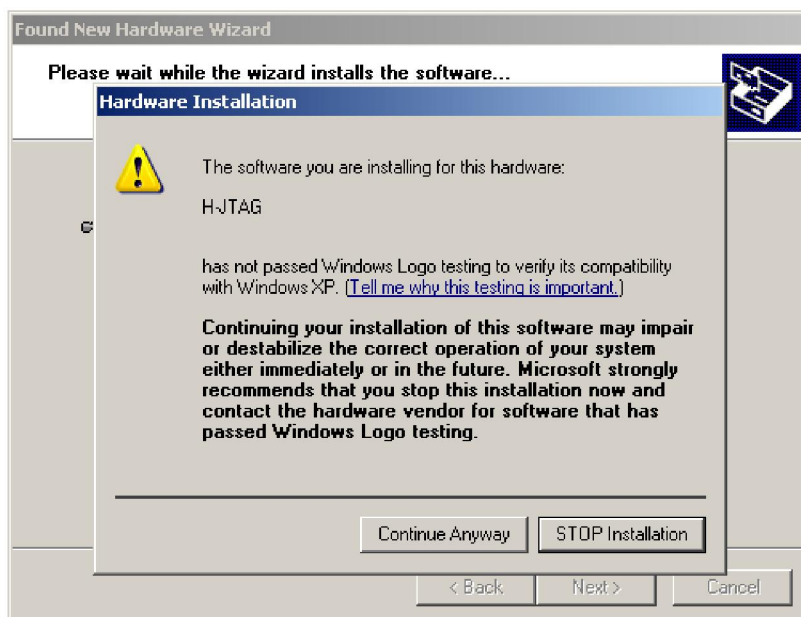 Found New Hardware Wizard
Please wait while the wizard installs the software...
Hardware Installation
The software you are installing for this hardware:
H-JTAG
has not passed Windows Logo testing to verify its compatibility
with Windows XP. (Tell me why this testing is important.)
Continuing your installation of this software may impair
or destabilize the correct operation of your system
either immediately or in the future. Microsoft strongly
recommends that you stop this installation now and
contact the hardware vendor for software that has
passed Windows Logo testing.
Continue Anyway
STOP Installation
< Back
Next >
Cancel